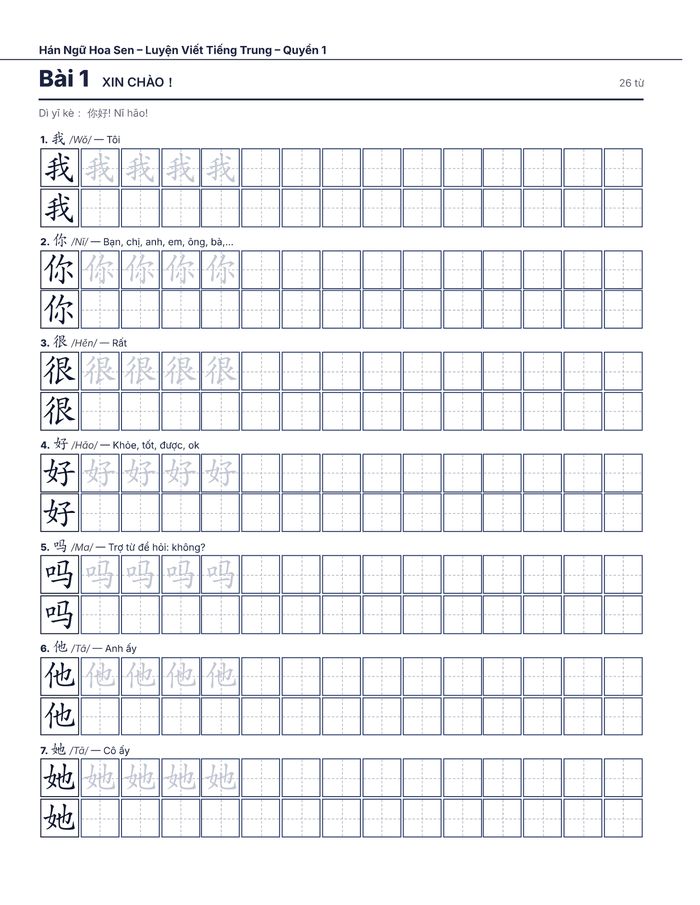 Hán Ngữ Hoa Sen – Luyện Viết Tiếng Trung – Quyển 1
Bài 1 XIN CHÀO ! 26 từ
Dì yī kè : 你好! Nǐ hǎo!
1. 我 /Wǒ/ — Tôi
我 我 我 我 我
我
2. 你 /Nǐ/ — Bạn, chị, anh, em, ông, bà,...
你 你 你 你 你
你
3. 很 /Hěn/ — Rất
很 很 很 很 很
很
4. 好 /Hǎo/ — Khỏe, tốt, được, ok
好 好 好 好 好
好
5. 吗 /Ma/ — Trợ từ để hỏi: không?
吗 吗 吗 吗 吗
吗
6. 他 /Tā/ — Anh ấy
他 他 他 他 他
他
7. 她 /Tā/ — Cô ấy
她 她 她 她 她
她